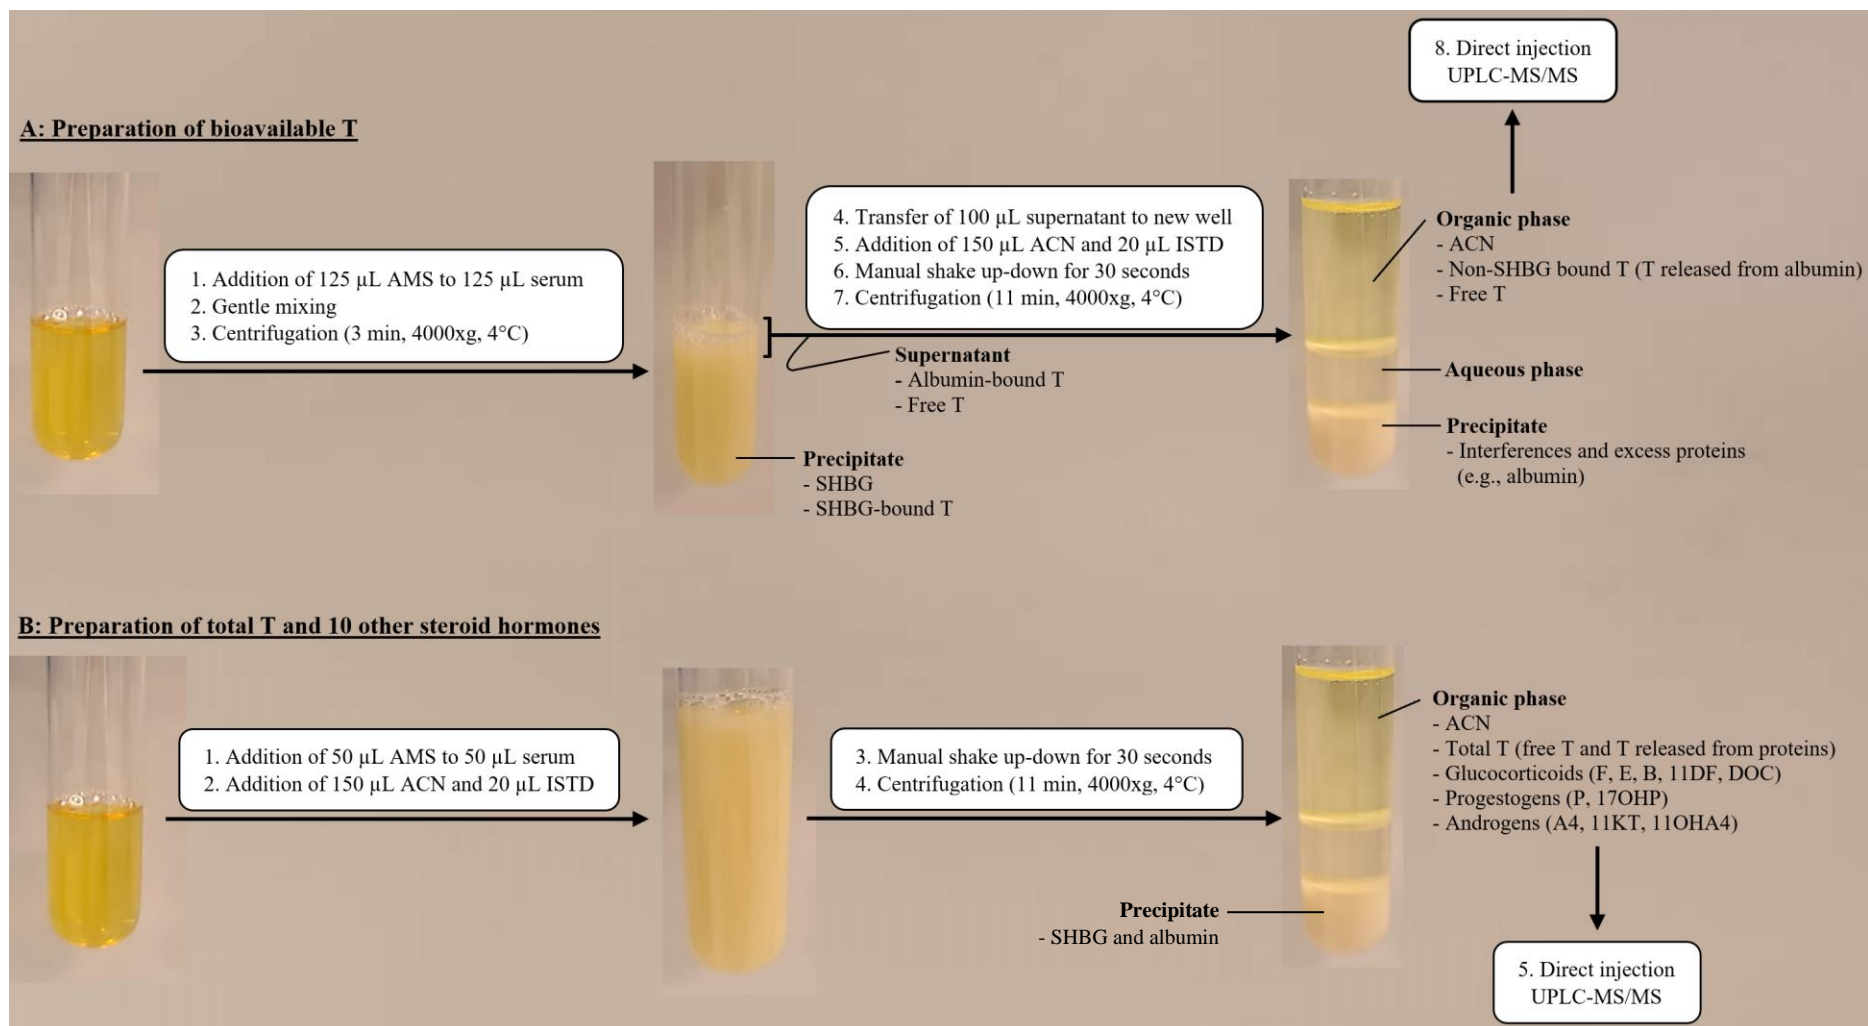 8. Direct injection
UPLC-MS/MS
A: Preparation of bioavailable T
1. Addition of 125 µL AMS to 125 µL serum
2. Gentle mixing
3. Centrifugation (3 min, 4000xg, 4°C)
4. Transfer of 100 µL supernatant to new well
5. Addition of 150 µL ACN and 20 µL ISTD
6. Manual shake up-down for 30 seconds
7. Centrifugation (11 min, 4000xg, 4°C)
Supernatant
- Albumin-bound T
- Free T
Precipitate
- SHBG
- SHBG-bound T
Organic phase
- ACN
- Non-SHBG bound T (T released from albumin)
- Free T
Aqueous phase
Precipitate
- Interferences and excess proteins
(e.g., albumin)
B: Preparation of total T and 10 other steroid hormones
1. Addition of 50 µL AMS to 50 µL serum
2. Addition of 150 µL ACN and 20 µL ISTD
3. Manual shake up-down for 30 seconds
4. Centrifugation (11 min, 4000xg, 4°C)
Organic phase
- ACN
- Total T (free T and T released from proteins)
- Glucocorticoids (F, E, B, 11DF, DOC)
- Progestogens (P, 17OHP)
- Androgens (A4, 11KT, 11OHA4)
Precipitate
- SHBG and albumin
5. Direct injection
UPLC-MS/MS